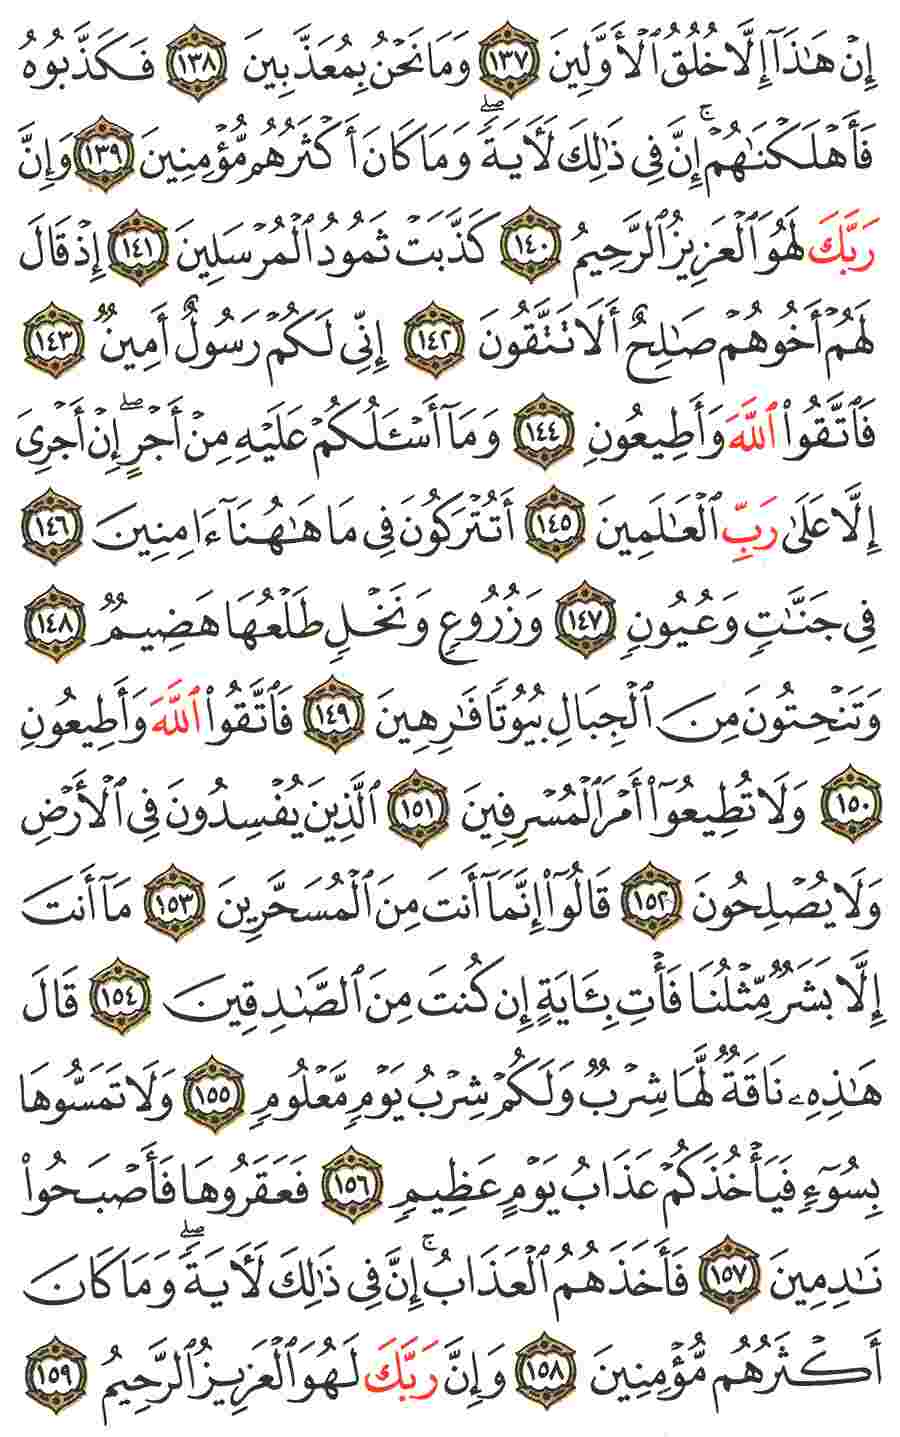 إِنْ هَٰذَآ إِلَّا خُلُقُ ٱلْأَوَّلِينَ ١٣٧ وَمَا نَحْنُ بِمُعَذَّبِينَ ١٣٨ فَكَذَّبُوهُ
فَأَهْلَكْنَٰهُمْ ۚ إِنَّ فِى ذَٰلِكَ لَءَايَةً ۖ وَمَا كَانَ أَكْثَرُهُم مُّؤْمِنِينَ ١٣٩ وَإِنَّ
رَبَّكَ لَهُوَ ٱلْعَزِيزُ ٱلرَّحِيمُ ١٤٠ كَذَّبَتْ ثَمُودُ ٱلْمُرْسَلِينَ ١٤١ إِذْ قَالَ
لَهُمْ أَخُوهُمْ صَٰلِحٌ أَلَا تَتَّقُونَ ١٤٢ إِنِّى لَكُمْ رَسُولٌ أَمِينٌ ١٤٣
فَٱتَّقُوا۟ ٱللَّهَ وَأَطِيعُونِ ١٤٤ وَمَآ أَسْـَٔلُكُمْ عَلَيْهِ مِنْ أَجْرٍ ۖ إِنْ أَجْرِىَ
إِلَّا عَلَىٰ رَبِّ ٱلْعَٰلَمِينَ ١٤٥ أَتُتْرَكُونَ فِى مَا هَٰهُنَآ ءَامِنِينَ ١٤٦
فِى جَنَّٰتٍ وَعُيُونٍ ١٤٧ وَزُرُوعٍ وَنَخْلٍ طَلْعُهَا هَضِيمٌ ١٤٨
وَتَنْحِتُونَ مِنَ ٱلْجِبَالِ بُيُوتًا فَٰرِهِينَ ١٤٩ فَٱتَّقُوا۟ ٱللَّهَ وَأَطِيعُونِ
١٥٠ وَلَا تُطِيعُوٓا۟ أَمْرَ ٱلْمُسْرِفِينَ ١٥١ ٱلَّذِينَ يُفْسِدُونَ فِى ٱلْأَرْضِ
وَلَا يُصْلِحُونَ ١٥٢ قَالُوٓا۟ إِنَّمَآ أَنتَ مِنَ ٱلْمُسَحَّرِينَ ١٥٣ مَآ أَنتَ
إِلَّا بَشَرٌ مِّثْلُنَا فَأْتِ بِـَٔايَةٍ إِن كُنتَ مِنَ ٱلصَّٰدِقِينَ ١٥٤ قَالَ
هَٰذِهِۦ نَاقَةٌ لَّهَا شِرْبٌ وَلَكُمْ شِرْبُ يَوْمٍ مَّعْلُومٍ ١٥٥ وَلَا تَمَسُّوهَا
بِسُوٓءٍ فَيَأْخُذَكُمْ عَذَابُ يَوْمٍ عَظِيمٍ ١٥٦ فَعَقَرُوهَا فَأَصْبَحُوا۟
نَٰدِمِينَ ١٥٧ فَأَخَذَهُمُ ٱلْعَذَابُ ۚ إِنَّ فِى ذَٰلِكَ لَءَايَةً ۖ وَمَا كَانَ
أَكْثَرُهُم مُّؤْمِنِينَ ١٥٨ وَإِنَّ رَبَّكَ لَهُوَ ٱلْعَزِيزُ ٱلرَّحِيمُ ١٥٩